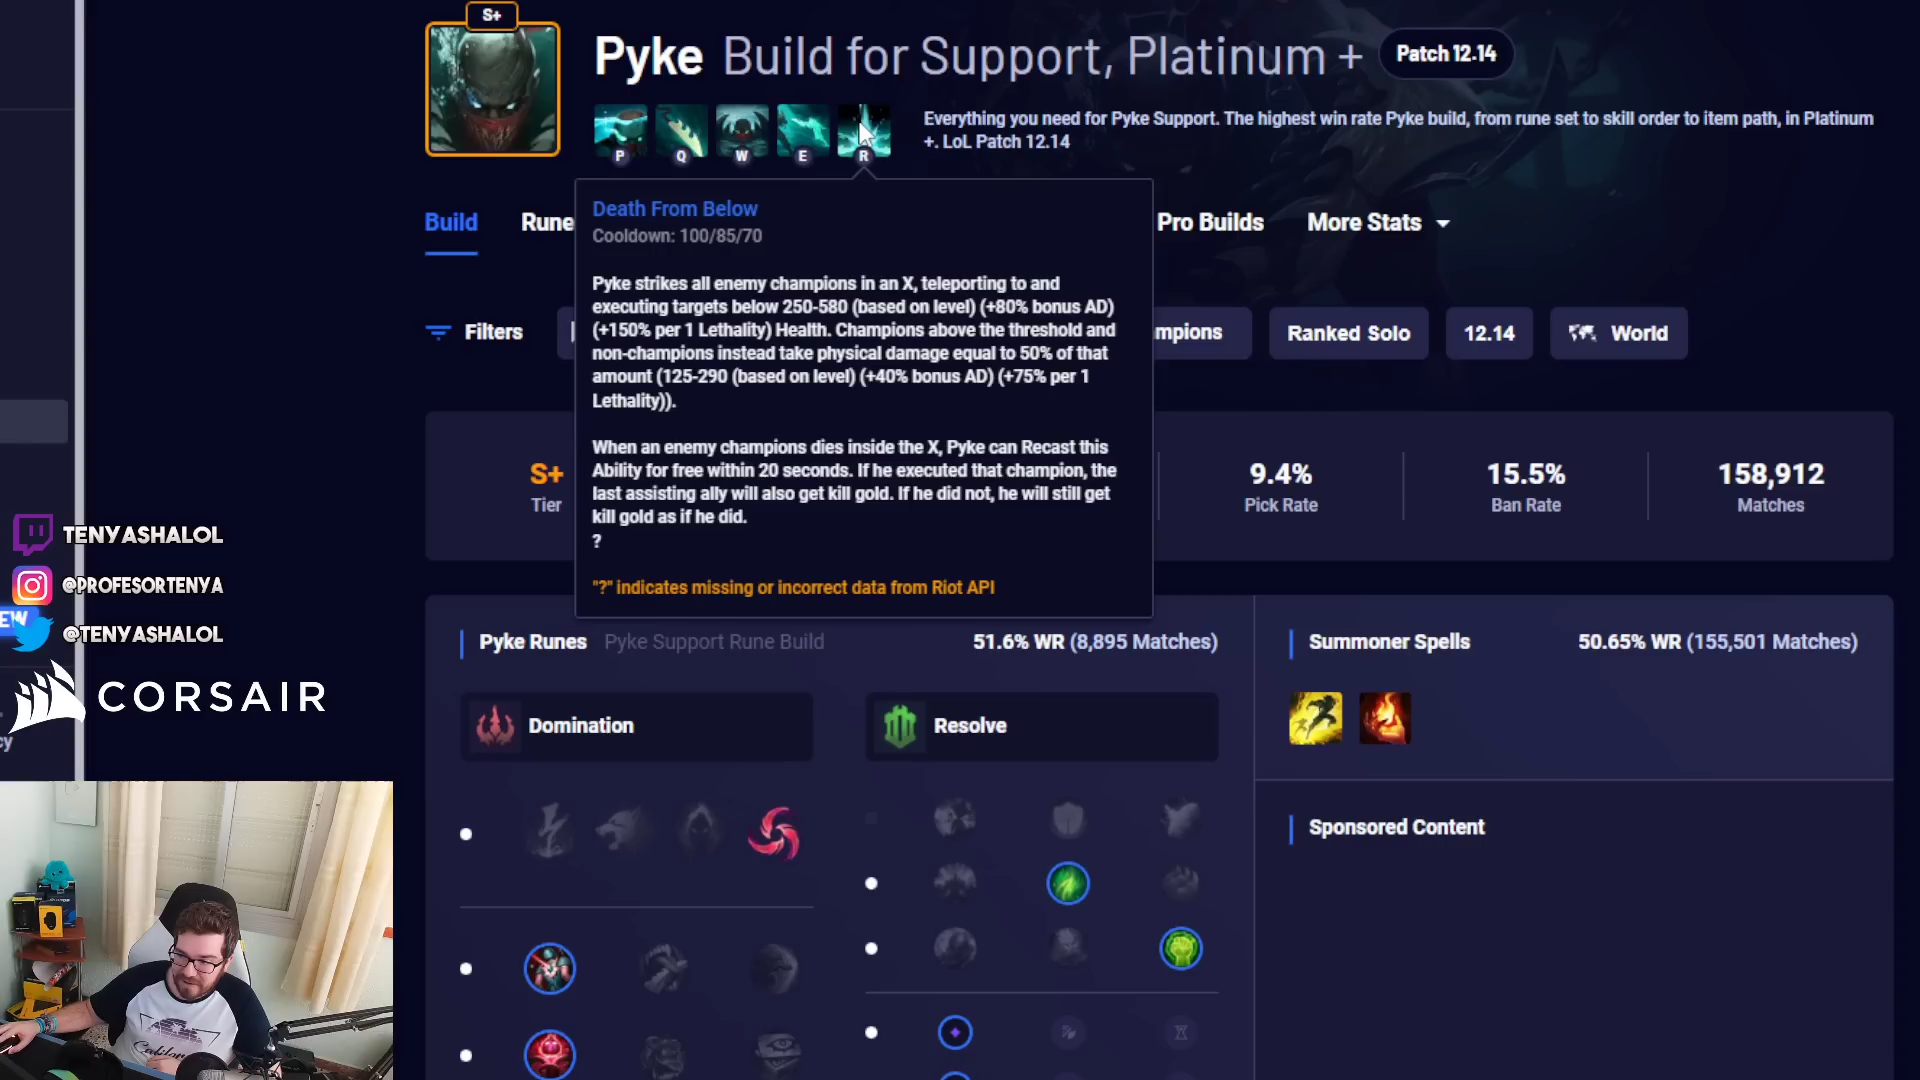 S+
Pyke Build for Support, Platinum +
Patch 12.14
P
Q
W
E
R
Everything you need for Pyke Support. The highest win rate Pyke build, from rune set to skill order to item path, in Platinum
+. LoL Patch 12.14
Build
Rune
Pro Builds
More Stats
Death From Below
Cooldown: 100/85/70
Pyke strikes all enemy champions in an X, teleporting to and
executing targets below 250-580 (based on level) (+80% bonus AD)
(+150% per 1 Lethality) Health. Champions above the threshold and
non-champions instead take physical damage equal to 50% of that
amount (125-290 (based on level) (+40% bonus AD) (+75% per 1
Lethality)).
When an enemy champions dies inside the X, Pyke can Recast this
Ability for free within 20 seconds. If he executed that champion, the
last assisting ally will also get kill gold. If he did not, he will still get
kill gold as if he did.
?
"?" indicates missing or incorrect data from Riot API
Filters
mpions
Ranked Solo
12.14
World
S+
Tier
9.4%
Pick Rate
15.5%
Ban Rate
158,912
Matches
TENYASHALOL
@PROFESORTENYA
EW
@TENYASHALOL
CORSAIR
cy
Pyke Runes
Pyke Support Rune Build
51.6% WR (8,895 Matches)
Summoner Spells
50.65% WR (155,501 Matches)
Domination
Resolve
Sponsored Content